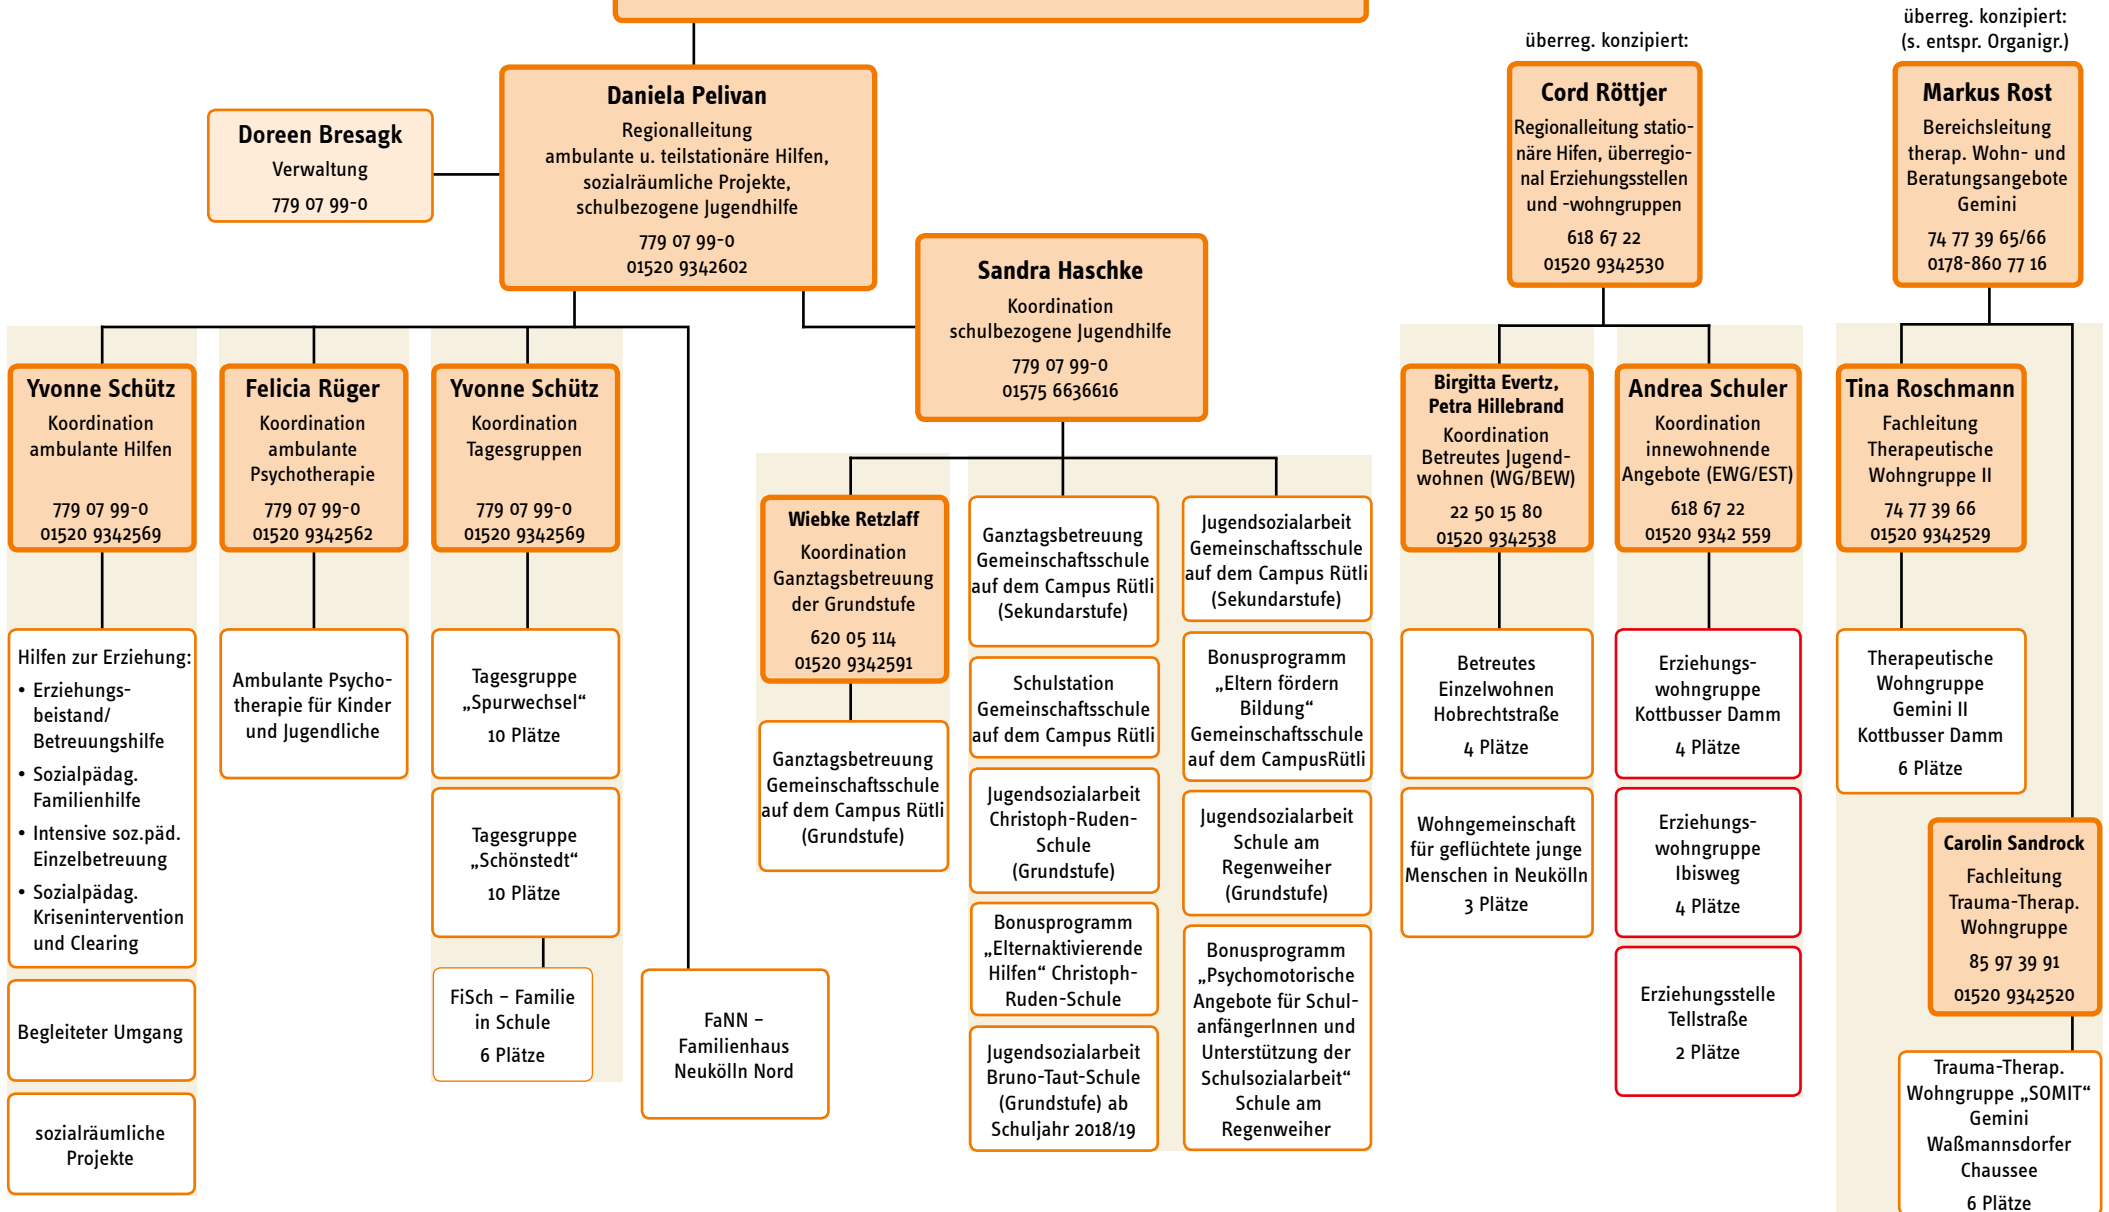 überreg. konzipiert:
überreg. konzipiert:
(s. entspr. Organigr.)
Doreen Bresagk
Verwaltung
779 07 99-0
Daniela Pelivan
Regionalleitung
ambulante u. teilstationäre Hilfen,
sozialräumliche Projekte,
schulbezogene Jugendhilfe
779 07 99-0
01520 9342602
Sandra Haschke
Koordination
schulbezogene Jugendhilfe
779 07 99-0
01575 6636616
Cord Röttjer
Regionalleitung statio-
näre Hifen, überregio-
nal Erziehungsstellen
und -wohngruppen
618 67 22
01520 9342530
Markus Rost
Bereichsleitung
therap. Wohn- und
Beratungsangebote
Gemini
74 77 39 65/66
0178-860 77 16
Yvonne Schütz
Koordination
ambulante Hilfen
779 07 99-0
01520 9342569
Hilfen zur Erziehung:
• Erziehungs-
beistand/
Betreuungshilfe
• Sozialpädag.
Familienhilfe
• Intensive soz.päd.
Einzelbetreuung
• Sozialpädag.
Krisenintervention
und Clearing
Begleiteter Umgang
sozialräumliche
Projekte
Felicia Rüger
Koordination
ambulante
Psychotherapie
779 07 99-0
01520 9342562
Ambulante Psycho-
therapie für Kinder
und Jugendliche
Yvonne Schütz
Koordination
Tagesgruppen
779 07 99-0
01520 9342569
Tagesgruppe
„Spurwechsel“
10 Plätze
Tagesgruppe
„Schönstedt“
10 Plätze
FiSch – Familie
in Schule
6 Plätze
FaNN –
Familienhaus
Neukölln Nord
Wiebke Retzlaff
Koordination
Ganztagsbetreuung
der Grundstufe
620 05 114
01520 9342591
Ganztagsbetreuung
Gemeinschaftsschule
auf dem Campus Rütli
(Grundstufe)
Ganztagsbetreuung
Gemeinschaftsschule
auf dem Campus Rütli
(Sekundarstufe)
Schulstation
Gemeinschaftsschule
auf dem Campus Rütli
Jugendsozialarbeit
Christoph-Ruden-
Schule
(Grundstufe)
Bonusprogramm
„Elternaktivierende
Hilfen“ Christoph-
Ruden-Schule
Jugendsozialarbeit
Bruno-Taut-Schule
(Grundstufe) ab
Schuljahr 2018/19
Jugendsozialarbeit
Gemeinschaftsschule
auf dem Campus Rütli
(Sekundarstufe)
Bonusprogramm
„Eltern fördern
Bildung“
Gemeinschaftsschule
auf dem CampusRütli
Jugendsozialarbeit
Schule am
Regenweiher
(Grundstufe)
Bonusprogramm
„Psychomotorische
Angebote für Schul-
anfängerInnen und
Unterstützung der
Schulsozialarbeit“
Schule am
Regenweiher
Birgitta Evertz,
Petra Hillebrand
Koordination
Betreutes Jugend-
wohnen (WG/BEW)
22 50 15 80
01520 9342538
Betreutes
Einzelwohnen
Hobrechtstraße
4 Plätze
Wohngemeinschaft
für geflüchtete junge
Menschen in Neukölln
3 Plätze
Andrea Schuler
Koordination
innewohnende
Angebote (EWG/EST)
618 67 22
01520 9342 559
Erziehungs-
wohngruppe
Kottbusser Damm
4 Plätze
Erziehungs-
wohngruppe
Ibisweg
4 Plätze
Erziehungsstelle
Tellstraße
2 Plätze
Tina Roschmann
Fachleitung
Therapeutische
Wohngruppe II
74 77 39 66
01520 9342529
Therapeutische
Wohngruppe
Gemini II
Kottbusser Damm
6 Plätze
Carolin Sandrock
Fachleitung
Trauma-Therap.
Wohngruppe
85 97 39 91
01520 9342520
Trauma-Therap.
Wohngruppe „SOMIT“
Gemini
Waßmannsdorfer
Chaussee
6 Plätze